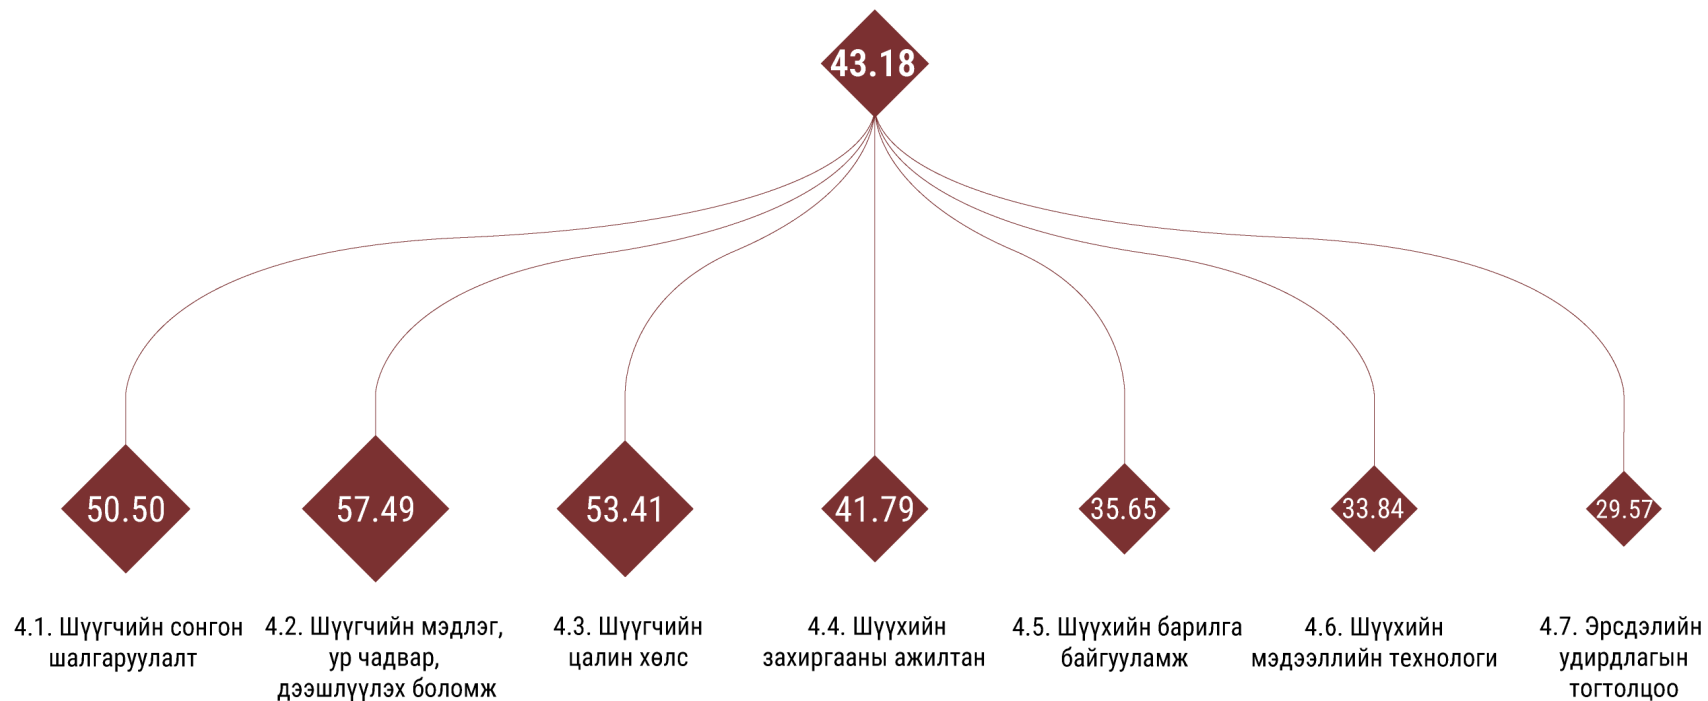 43.18
50.50
57.49
53.41
41.79
35.65
33.84
29.57
4.1. Шүүгчийн сонгон
шалгаруулалт
4.2. Шүүгчийн мэдлэг,
ур чадвар,
дээшлүүлэх боломж
4.3. Шүүгчийн
цалин хөлс
4.4. Шүүхийн
захиргааны ажилтан
4.5. Шүүхийн барилга
байгууламж
4.6. Шүүхийн
мэдээллийн технологи
4.7. Эрсдэлийн
удирдлагын
тогтолцоо